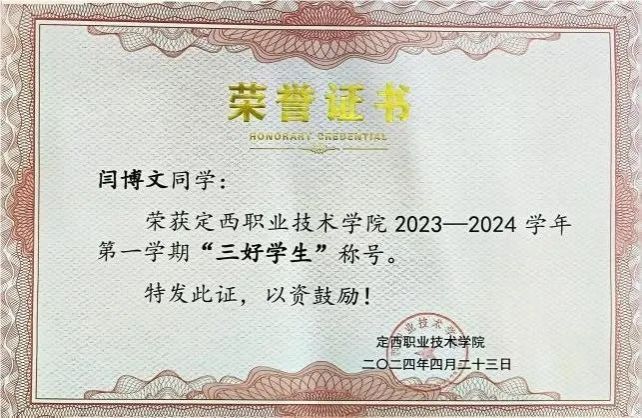 荣誉证书
HONORARY CREDENTIAL
闫博文同学：
荣获定西职业技术学院 2023—2024 学年
第一学期“三好学生”称号。
特发此证，以资鼓励！
定西职业技术学院
二〇二四年四月二十三日